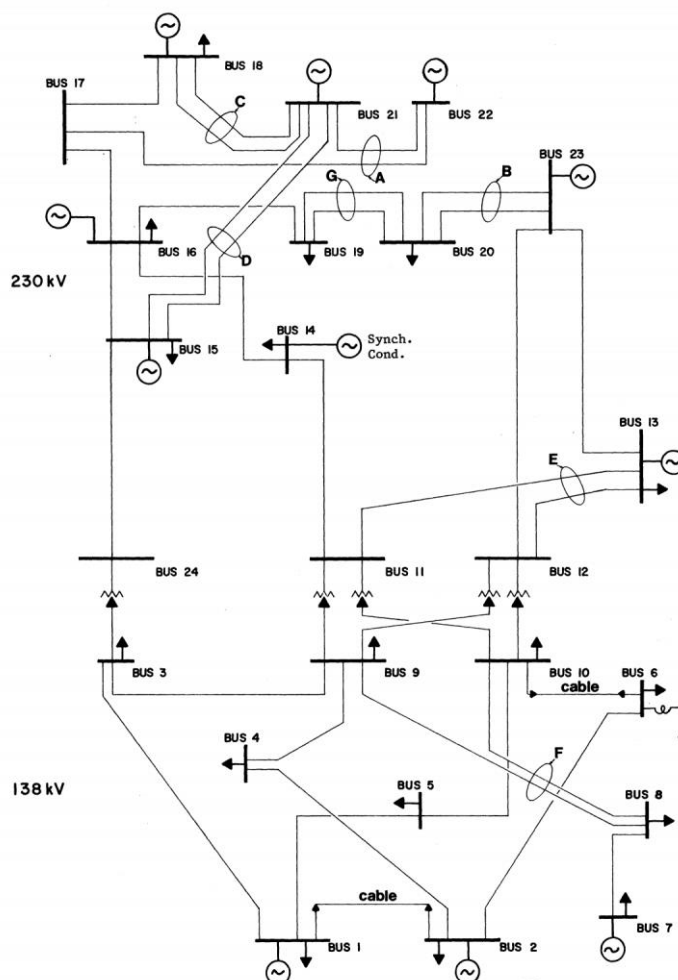 BUS 18
BUS 17
C
BUS 21
BUS 22
BUS 23
A
G
B
BUS 16
D
BUS 19
BUS 20
230 kV
BUS 14
Synch.
Cond.
BUS 15
BUS 13
E
BUS 24
BUS 11
BUS 12
BUS 3
BUS 9
BUS 10
BUS 6
cable
BUS 4
F
BUS 5
138 kV
BUS 8
cable
BUS 7
BUS 1
BUS 2